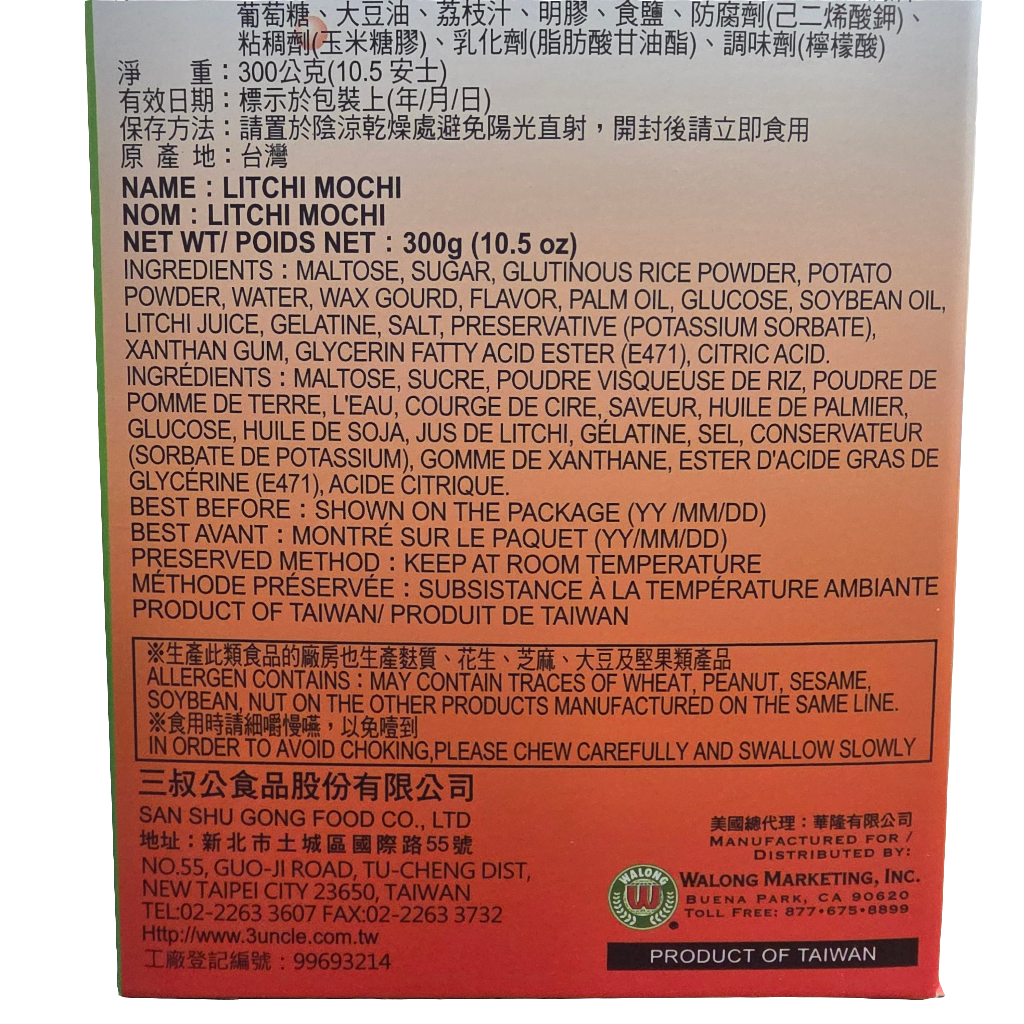 葡萄糖、大豆油、荔枝汁、明膠、食鹽、防腐劑(己二烯酸鉀)、
粘稠劑(玉米糖膠)、乳化劑(脂肪酸甘油酯)、調味劑(檸檬酸)
淨 重：300公克(10.5 安士)
有效日期：標示於包裝上(年/月/日)
保存方法：請置於陰涼乾燥處避免陽光直射，開封後請立即食用
原 產 地：台灣
NAME：LITCHI MOCHI
NOM：LITCHI MOCHI
NET WT/ POIDS NET：300g (10.5 oz)
INGREDIENTS：MALTOSE, SUGAR, GLUTINOUS RICE POWDER, POTATO
POWDER, WATER, WAX GOURD, FLAVOR, PALM OIL, GLUCOSE, SOYBEAN OIL,
LITCHI JUICE, GELATINE, SALT, PRESERVATIVE (POTASSIUM SORBATE),
XANTHAN GUM, GLYCERIN FATTY ACID ESTER (E471), CITRIC ACID.
INGRÉDIENTS：MALTOSE, SUCRE, POUDRE VISQUEUSE DE RIZ, POUDRE DE
POMME DE TERRE, L'EAU, COURGE DE CIRE, SAVEUR, HUILE DE PALMIER,
GLUCOSE, HUILE DE SOJA, JUS DE LITCHI, GÉLATINE, SEL, CONSERVATEUR
(SORBATE DE POTASSIUM), GOMME DE XANTHANE, ESTER D'ACIDE GRAS DE
GLYCÉRINE (E471), ACIDE CITRIQUE.
BEST BEFORE：SHOWN ON THE PACKAGE (YY /MM/DD)
BEST AVANT：MONTRÉ SUR LE PAQUET (YY/MM/DD)
PRESERVED METHOD：KEEP AT ROOM TEMPERATURE
MÉTHODE PRÉSERVÉE：SUBSISTANCE À LA TEMPÉRATURE AMBIANTE
PRODUCT OF TAIWAN/ PRODUIT DE TAIWAN
※生產此類食品的廠房也生產麩質、花生、芝麻、大豆及堅果類產品
ALLERGEN CONTAINS：MAY CONTAIN TRACES OF WHEAT, PEANUT, SESAME,
SOYBEAN, NUT ON THE OTHER PRODUCTS MANUFACTURED ON THE SAME LINE.
※食用時請細嚼慢嚥，以免噎到
IN ORDER TO AVOID CHOKING,PLEASE CHEW CAREFULLY AND SWALLOW SLOWLY
三叔公食品股份有限公司
SAN SHU GONG FOOD CO., LTD
地址：新北市土城區國際路55號
NO.55, GUO-JI ROAD, TU-CHENG DIST,
NEW TAIPEI CITY 23650, TAIWAN
TEL:02-2263 3607 FAX:02-2263 3732
Http://www.3uncle.com.tw
工廠登記編號：99693214
美國總代理：華隆有限公司
MANUFACTURED FOR /
DISTRIBUTED BY:
WALONG
W
WALONG MARKETING, INC.
BUENA PARK, CA 90620
TOLL FREE: 877•675•8899
PRODUCT OF TAIWAN